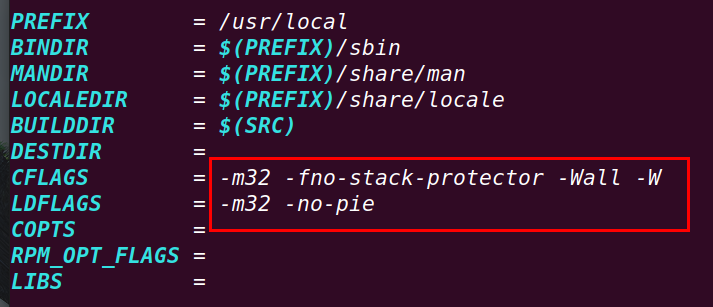 PREFIX = /usr/local
BINDIR = $(PREFIX)/sbin
MANDIR = $(PREFIX)/share/man
LOCALEDIR = $(PREFIX)/share/locale
BUILDDIR = $(SRC)
DESTDIR =
CFLAGS = -m32 -fno-stack-protector -Wall -W
LDFLAGS = -m32 -no-pie
COPTS =
RPM_OPT_FLAGS =
LIBS =